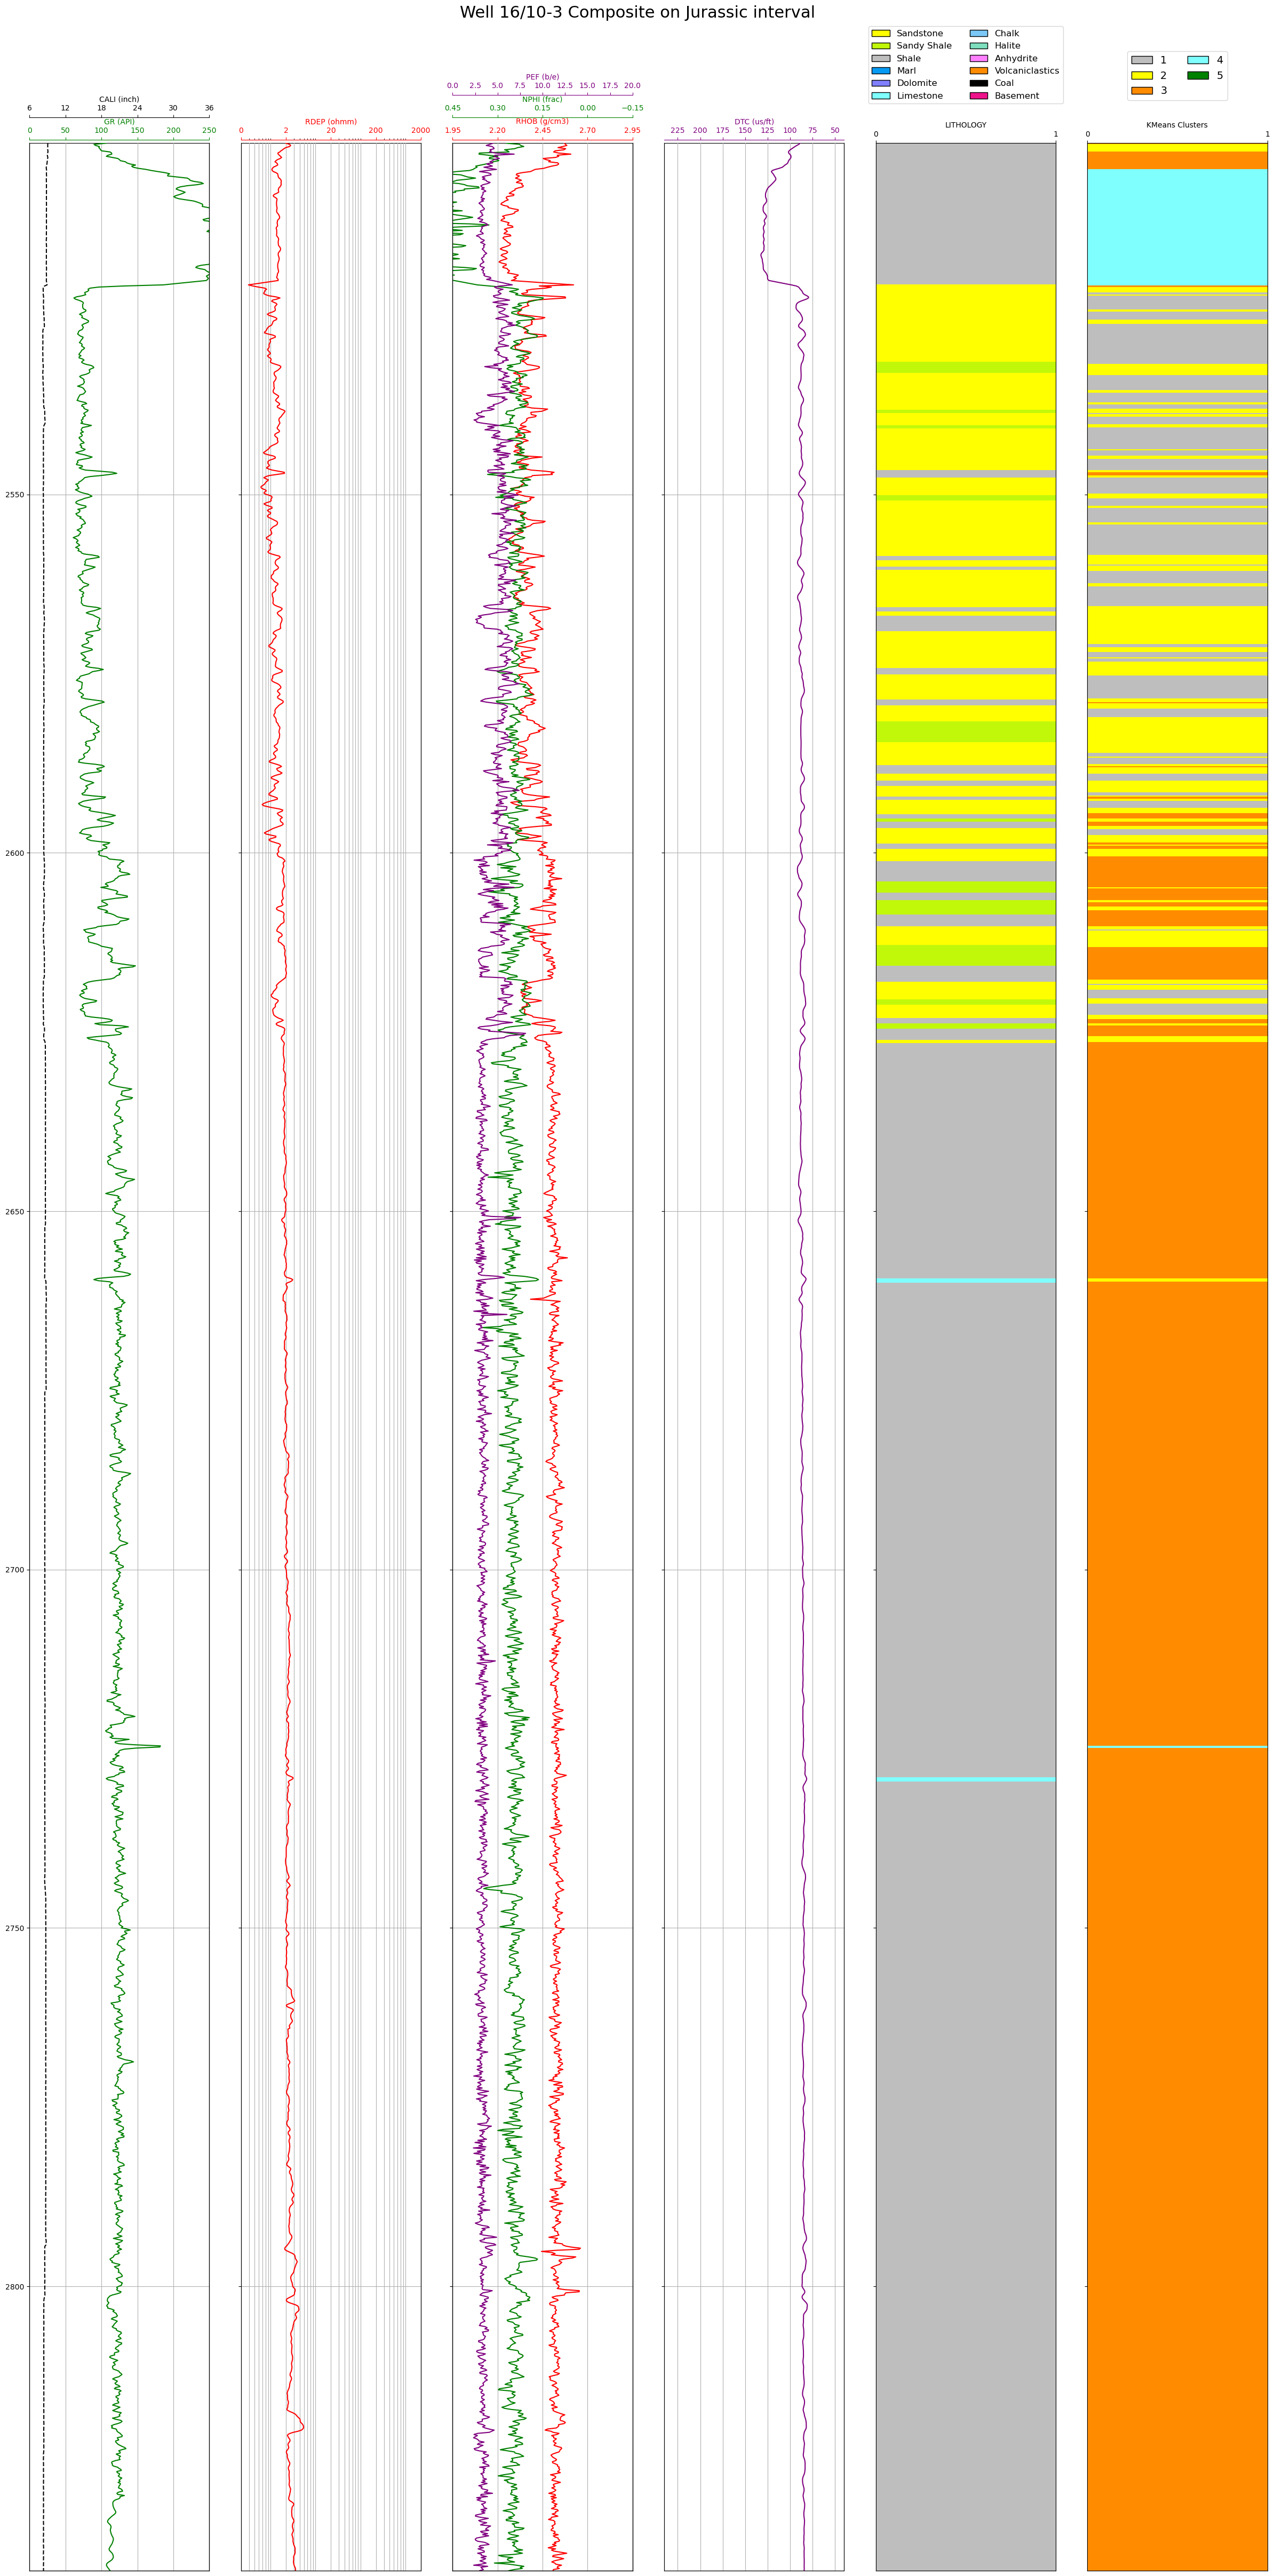 Well 16/10-3 Composite on Jurassic interval
Sandstone
Sandy Shale
Shale
Marl
Dolomite
Limestone
Chalk
Halite
Anhydrite
Volcaniclastics
Coal
Basement
1
2
3
4
5
PEF (b/e)
0.0 2.5 5.0 7.5 10.0 12.5 15.0 17.5 20.0
CALI (inch)
6 12 18 24 30 36
NPHI (frac)
0.45 0.30 0.15 0.00 −0.15
GR (API)
0 50 100 150 200 250
RDEP (ohmm)
0 2 20 200 2000
RHOB (g/cm3)
1.95 2.20 2.45 2.70 2.95
DTC (us/ft)
225 200 175 150 125 100 75 50
LITHOLOGY
0 1
KMeans Clusters
0 1
2550
2600
2650
2700
2750
2800